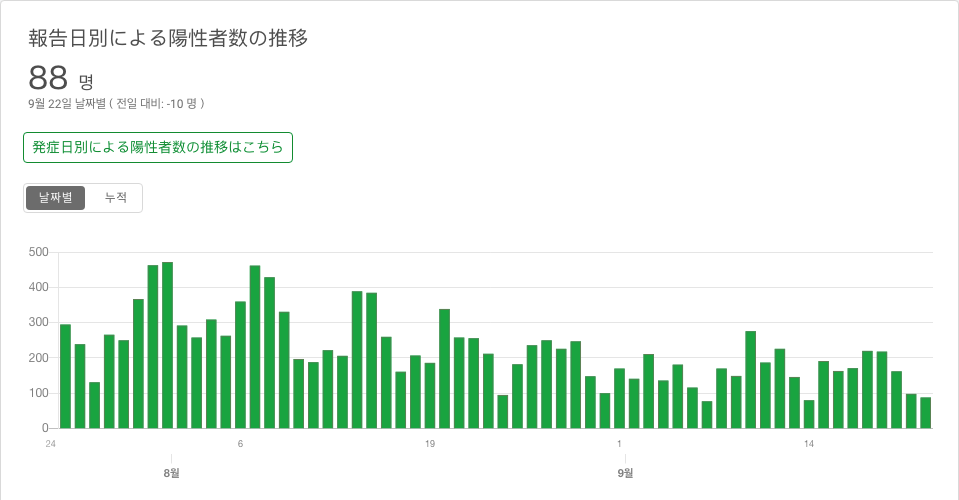 報告日別による陽性者数の推移
88 명
9월 22일 날짜별 ( 전일 대비: -10 명 )
発症日別による陽性者数の推移はこちら
날짜별 누적
500
400
300
200
100
0
24 6 19 1 14
8월 9월